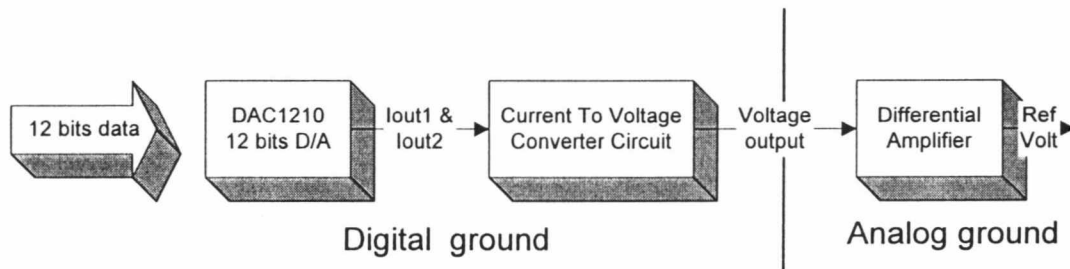 12 bits data
DAC1210
12 bits D/A
Iout1 &
Iout2
Current To Voltage
Converter Circuit
Voltage
output
Differential
Amplifier
Ref
Volt
Digital ground
Analog ground